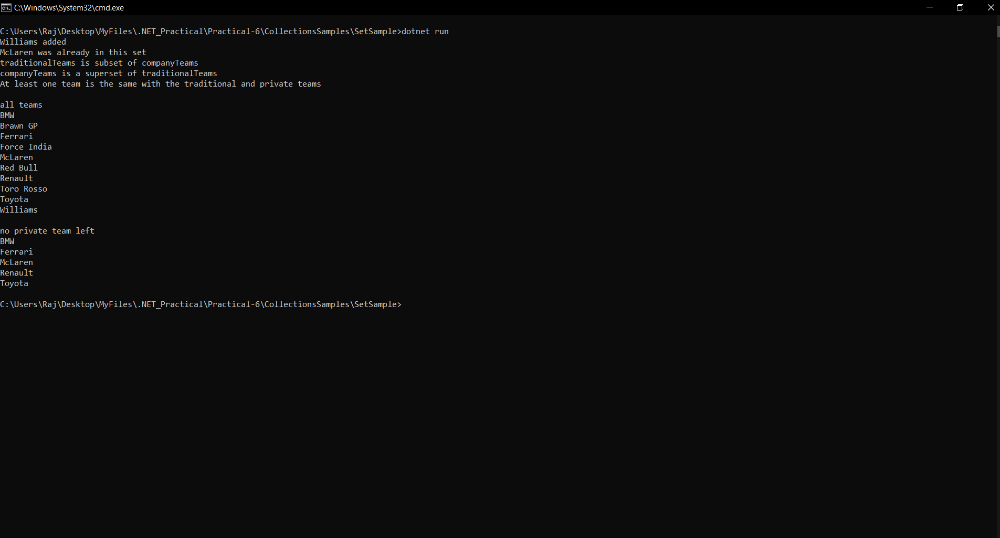 C:\Windows\System32\cmd.exe
C:\Users\Raj\Desktop\MyFiles\.NET_Practical\Practical-6\CollectionsSamples\SetSample>dotnet run
Williams added
McLaren was already in this set
traditionalTeams is subset of companyTeams
companyTeams is a superset of traditionalTeams
At least one team is the same with the traditional and private teams
all teams
BMW
Brawn GP
Ferrari
Force India
McLaren
Red Bull
Renault
Toro Rosso
Toyota
Williams
no private team left
BMW
Ferrari
McLaren
Renault
Toyota
C:\Users\Raj\Desktop\MyFiles\.NET_Practical\Practical-6\CollectionsSamples\SetSample>